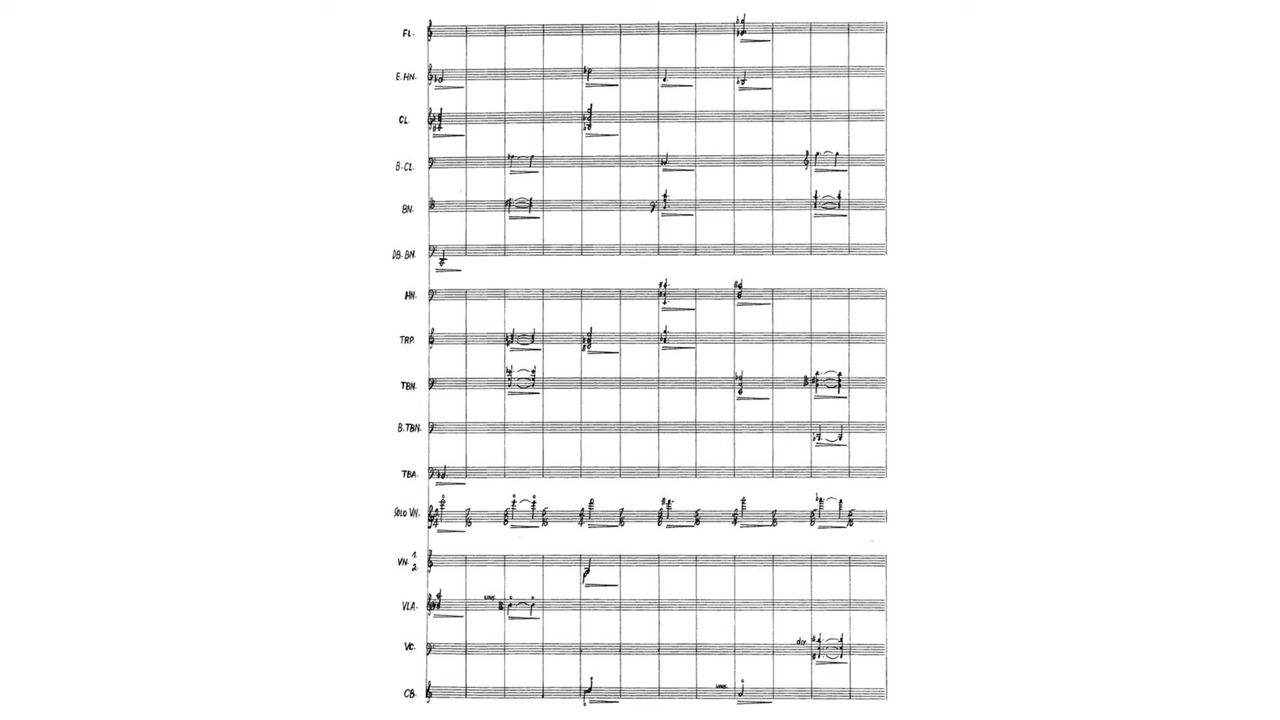 FL.
E.HN.
CL.
B.CL.
BN.
DB.BN.
HN.
TRP.
TBN.
B.TBN.
TBA.
SOLO VN.
VN. 1.
2.
unis.
VLA.
div.
VC.
unis.
CB.